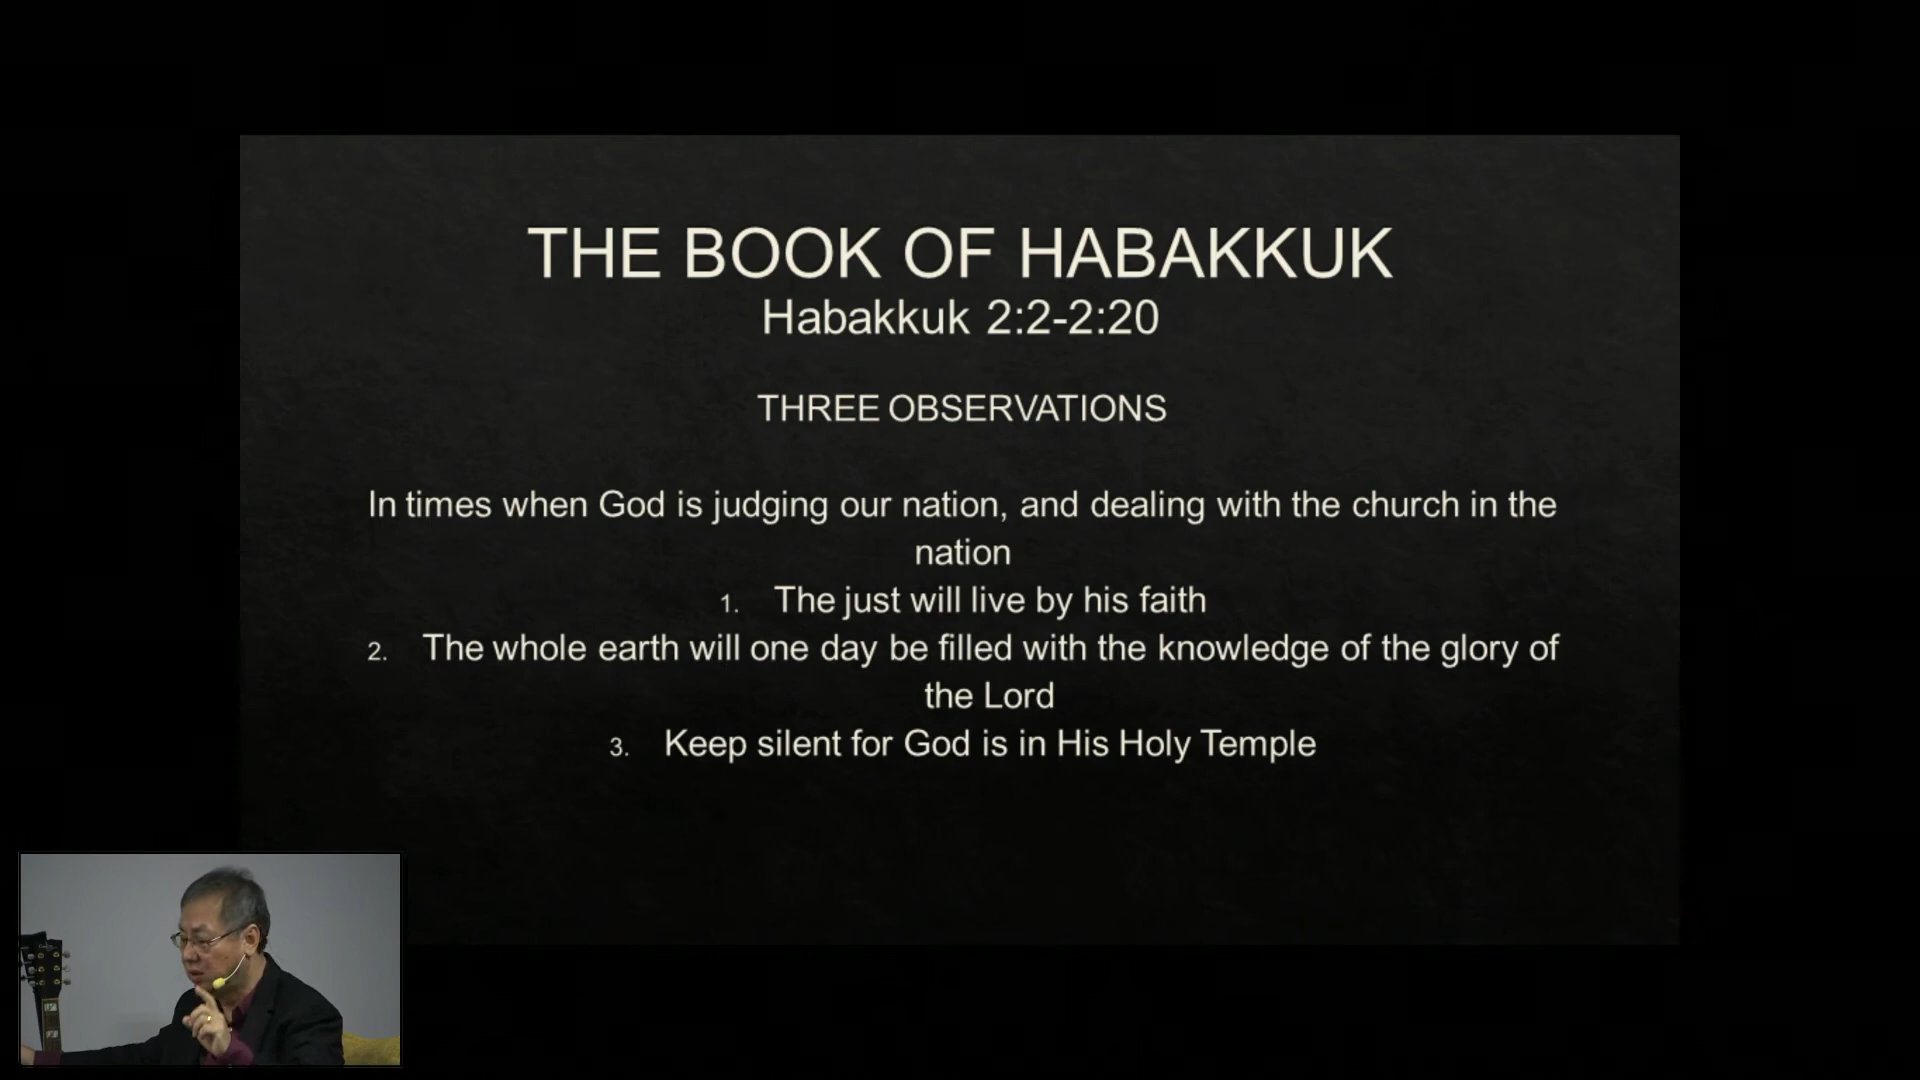 THE BOOK OF HABAKKUK
Habakkuk 2:2-2:20
THREE OBSERVATIONS
In times when God is judging our nation, and dealing with the church in the
nation
1. The just will live by his faith
2. The whole earth will one day be filled with the knowledge of the glory of
the Lord
3. Keep silent for God is in His Holy Temple